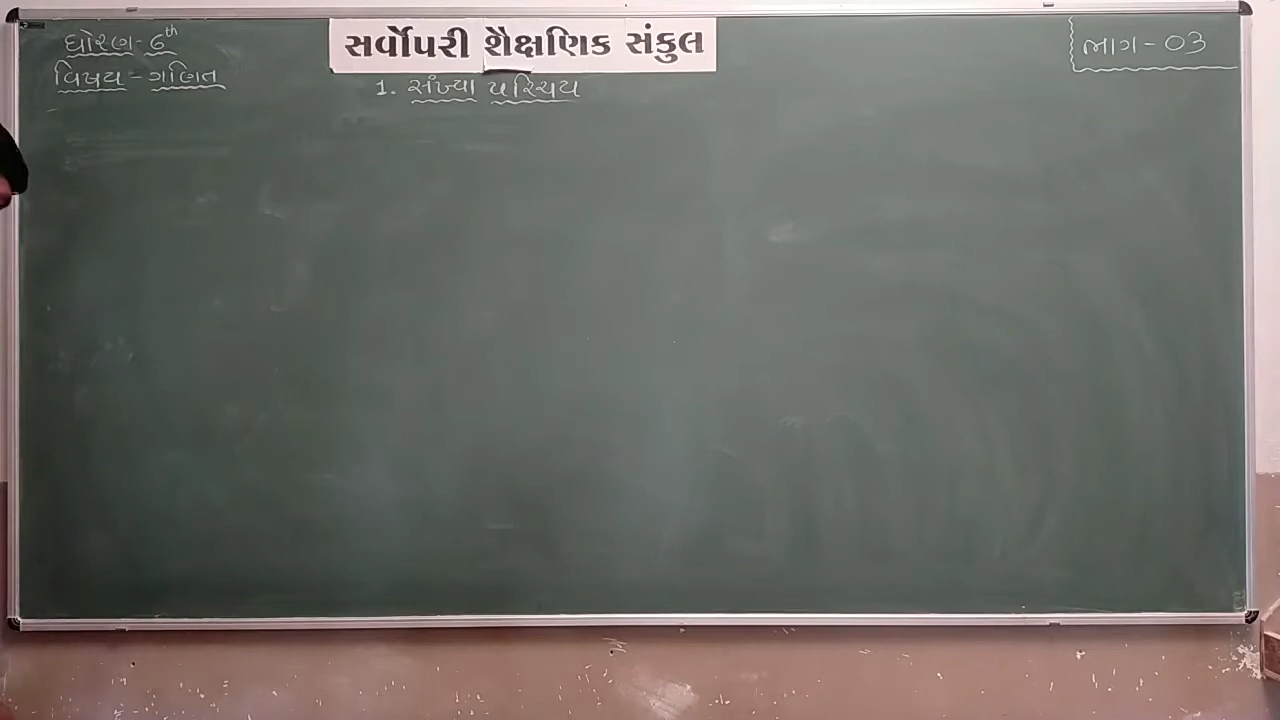 ધોરણ- 6th
વિષય - ગણિત
સર્વોપરી શૈક્ષણિક સંકુલ
1. સંખ્યા પરિચય
ભાગ - 03